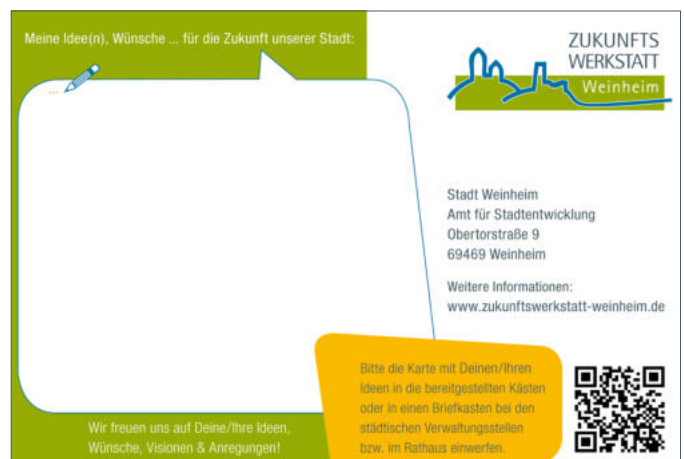 Meine Idee(n), Wünsche ... für die Zukunft unserer Stadt:
...
ZUKUNFTS
WERKSTATT
Weinheim
Stadt Weinheim
Amt für Stadtentwicklung
Obertorstraße 9
69469 Weinheim
Weitere Informationen:
www.zukunftswerkstatt-weinheim.de
Bitte die Karte mit Deinen/Ihren
Ideen in die bereitgestellten Kästen
oder in einen Briefkasten bei den
städtischen Verwaltungsstellen
bzw. im Rathaus einwerfen.
Wir freuen uns auf Deine/Ihre Ideen,
Wünsche, Visionen & Anregungen!